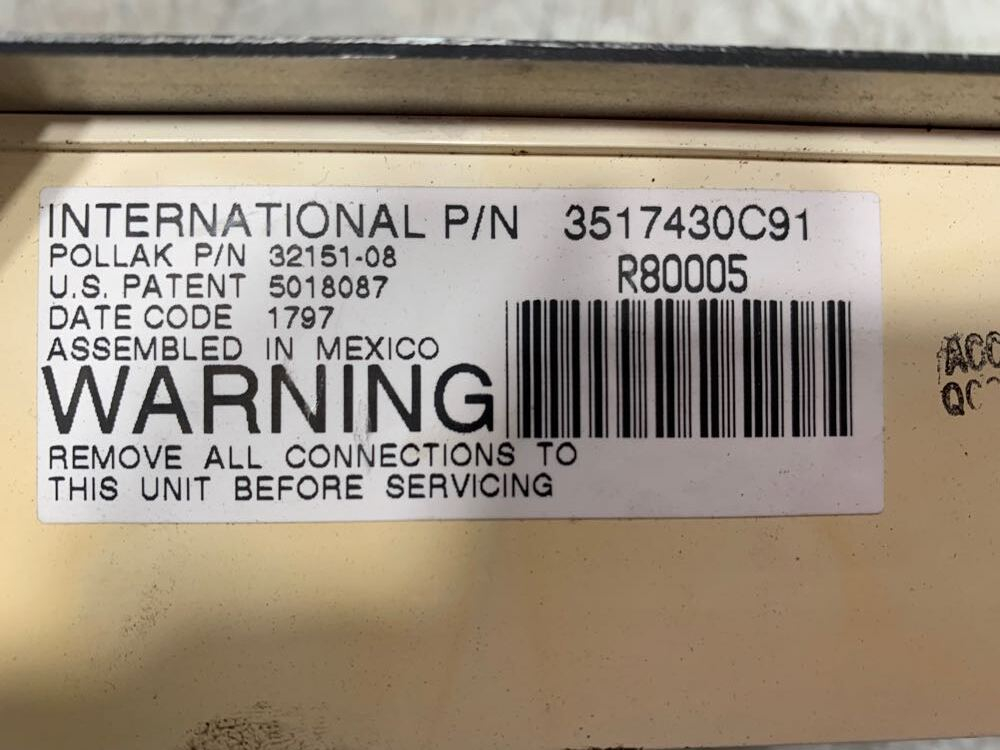 INTERNATIONAL P/N 3517430C91
POLLAK P/N 32151-08
R80005
U.S. PATENT 5018087
DATE CODE 1797
ASSEMBLED IN MEXICO
WARNING
REMOVE ALL CONNECTIONS TO
THIS UNIT BEFORE SERVICING